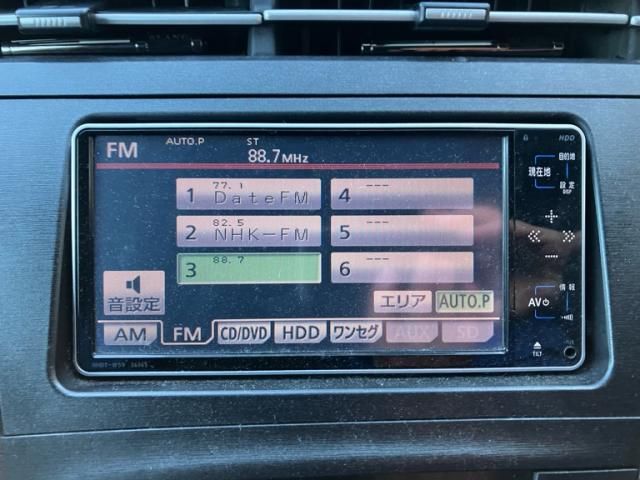 HDD
FM AUTO.P ST 88.7MHz
目的地
現在地
設定
DISP
1 77.1 DateFM
4 ---
2 82.5 NHK-FM
5 ---
3 88.7
6 ---
音設定
エリア AUTO.P
情報
AV
AM FM CD/DVD HDD ワンセグ AUX SD
TILT